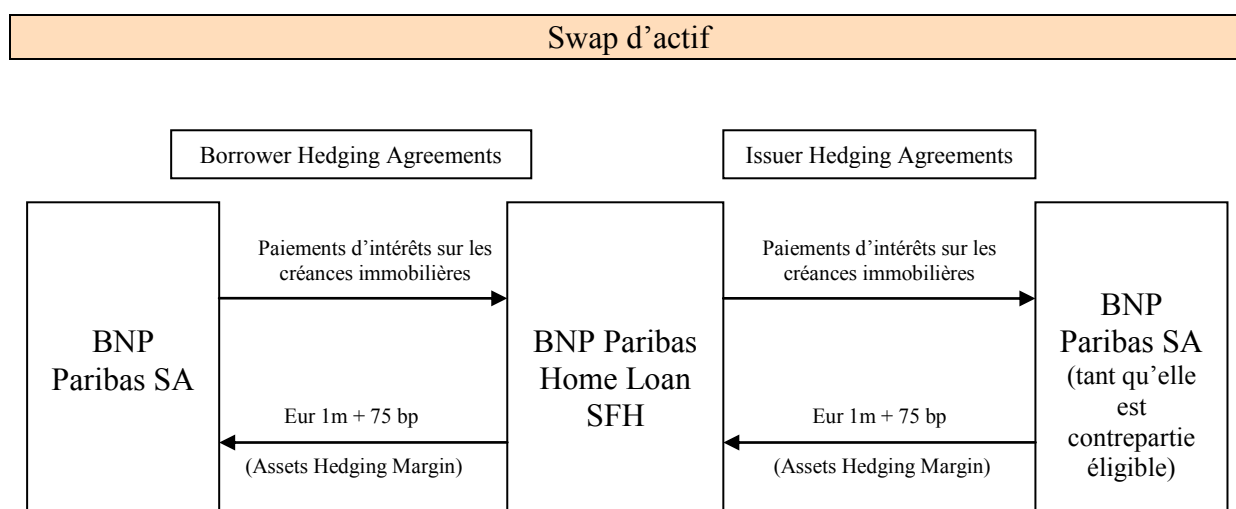 Swap d’actif
Borrower Hedging Agreements
Issuer Hedging Agreements
BNP
Paribas SA
Paiements d’intérêts sur les
créances immobilières
Eur 1m + 75 bp
(Assets Hedging Margin)
BNP Paribas
Home Loan
SFH
Paiements d’intérêts sur les
créances immobilières
Eur 1m + 75 bp
(Assets Hedging Margin)
BNP
Paribas SA
(tant qu’elle
est
contrepartie
éligible)